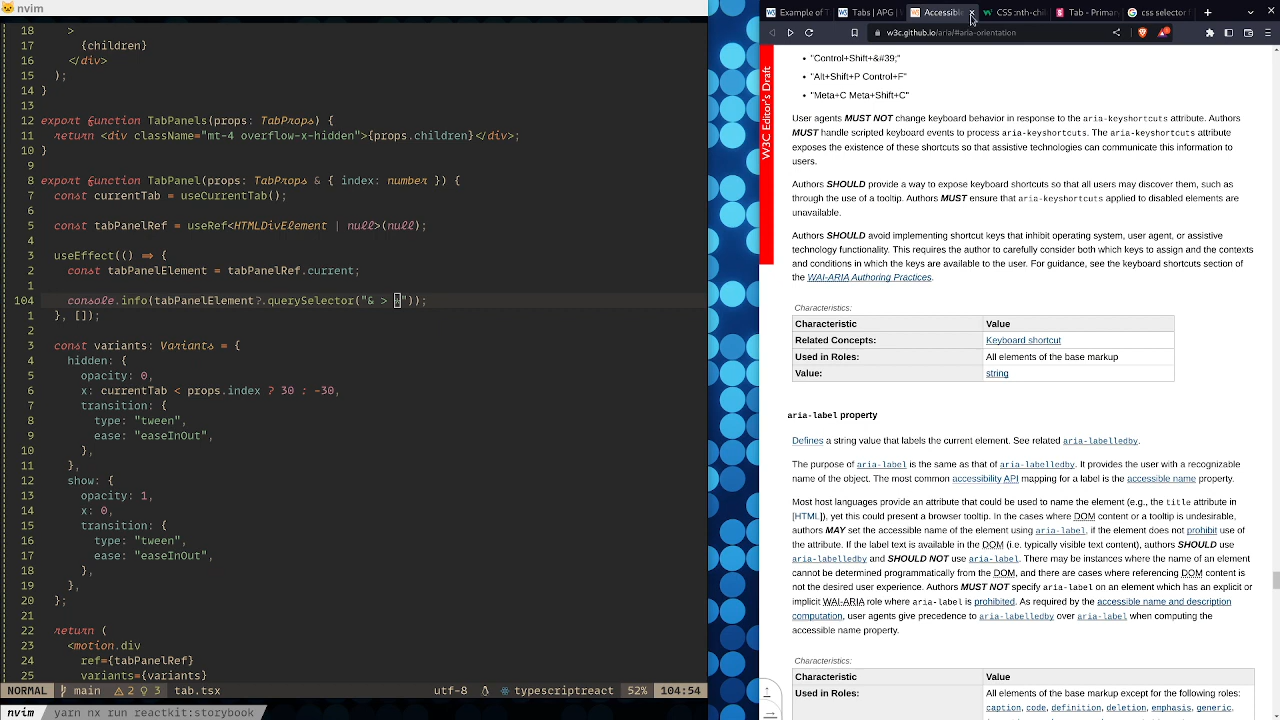 nvim
18 >
17 {children}
16 </div>
15 );
14 }
13
12 export function TabPanels(props: TabProps) {
11 return <div className="mt-4 overflow-x-hidden">{props.children}</div>;
10 }
9
8 export function TabPanel(props: TabProps & { index: number }) {
7 const currentTab = useCurrentTab();
6
5 const tabPanelRef = useRef<HTMLDivElement | null>(null);
4
3 useEffect(() => {
2 const tabPanelElement = tabPanelRef.current;
1
104 console.info(tabPanelElement?.querySelector("& > *"));
1 }, []);
2
3 const variants: Variants = {
4 hidden: {
5 opacity: 0,
6 x: currentTab < props.index ? 30 : -30,
7 transition: {
8 type: "tween",
9 ease: "easeInOut",
10 },
11 },
12 show: {
13 opacity: 1,
14 x: 0,
15 transition: {
16 type: "tween",
17 ease: "easeInOut",
18 },
19 },
20 };
21
22 return (
23 <motion.div
24 ref={tabPanelRef}
25 variants={variants}
NORMAL main 2 3 tab.tsx utf-8 typescriptreact 52% 104:54
nvim yarn nx run reactkit:storybook
Example of T Tabs | APG | W Accessible CSS :nth-chil Tab - Primar css selector
w3c.github.io/aria/#aria-orientation
W3C Editor's Draft
• "Control+Shift+&#39;"
• "Alt+Shift+P Control+F"
• "Meta+C Meta+Shift+C"
User agents MUST NOT change keyboard behavior in response to the aria-keyshortcuts attribute. Authors
MUST handle scripted keyboard events to process aria-keyshortcuts. The aria-keyshortcuts attribute
exposes the existence of these shortcuts so that assistive technologies can communicate this information to
users.
Authors SHOULD provide a way to expose keyboard shortcuts so that all users may discover them, such as
through the use of a tooltip. Authors MUST ensure that aria-keyshortcuts applied to disabled elements are
unavailable.
Authors SHOULD avoid implementing shortcut keys that inhibit operating system, user agent, or assistive
technology functionality. This requires the author to carefully consider both which keys to assign and the contexts
and conditions in which the keys are available to the user. For guidance, see the keyboard shortcuts section of
the WAI-ARIA Authoring Practices.
Characteristics:
Characteristic Value
Related Concepts: Keyboard shortcut
Used in Roles: All elements of the base markup
Value: string
aria-label property
Defines a string value that labels the current element. See related aria-labelledby.
The purpose of aria-label is the same as that of aria-labelledby. It provides the user with a recognizable
name of the object. The most common accessibility API mapping for a label is the accessible name property.
Most host languages provide an attribute that could be used to name the element (e.g., the title attribute in
[HTML]), yet this could present a browser tooltip. In the cases where DOM content or a tooltip is undesirable,
authors MAY set the accessible name of the element using aria-label, if the element does not prohibit use of
the attribute. If the label text is available in the DOM (i.e. typically visible text content), authors SHOULD use
aria-labelledby and SHOULD NOT use aria-label. There may be instances where the name of an element
cannot be determined programmatically from the DOM, and there are cases where referencing DOM content is
not the desired user experience. Authors MUST NOT specify aria-label on an element which has an explicit or
implicit WAI-ARIA role where aria-label is prohibited. As required by the accessible name and description
computation, user agents give precedence to aria-labelledby over aria-label when computing the
accessible name property.
Characteristics:
Characteristic Value
Used in Roles: All elements of the base markup except for the following roles:
caption, code, definition, deletion, emphasis, generic,